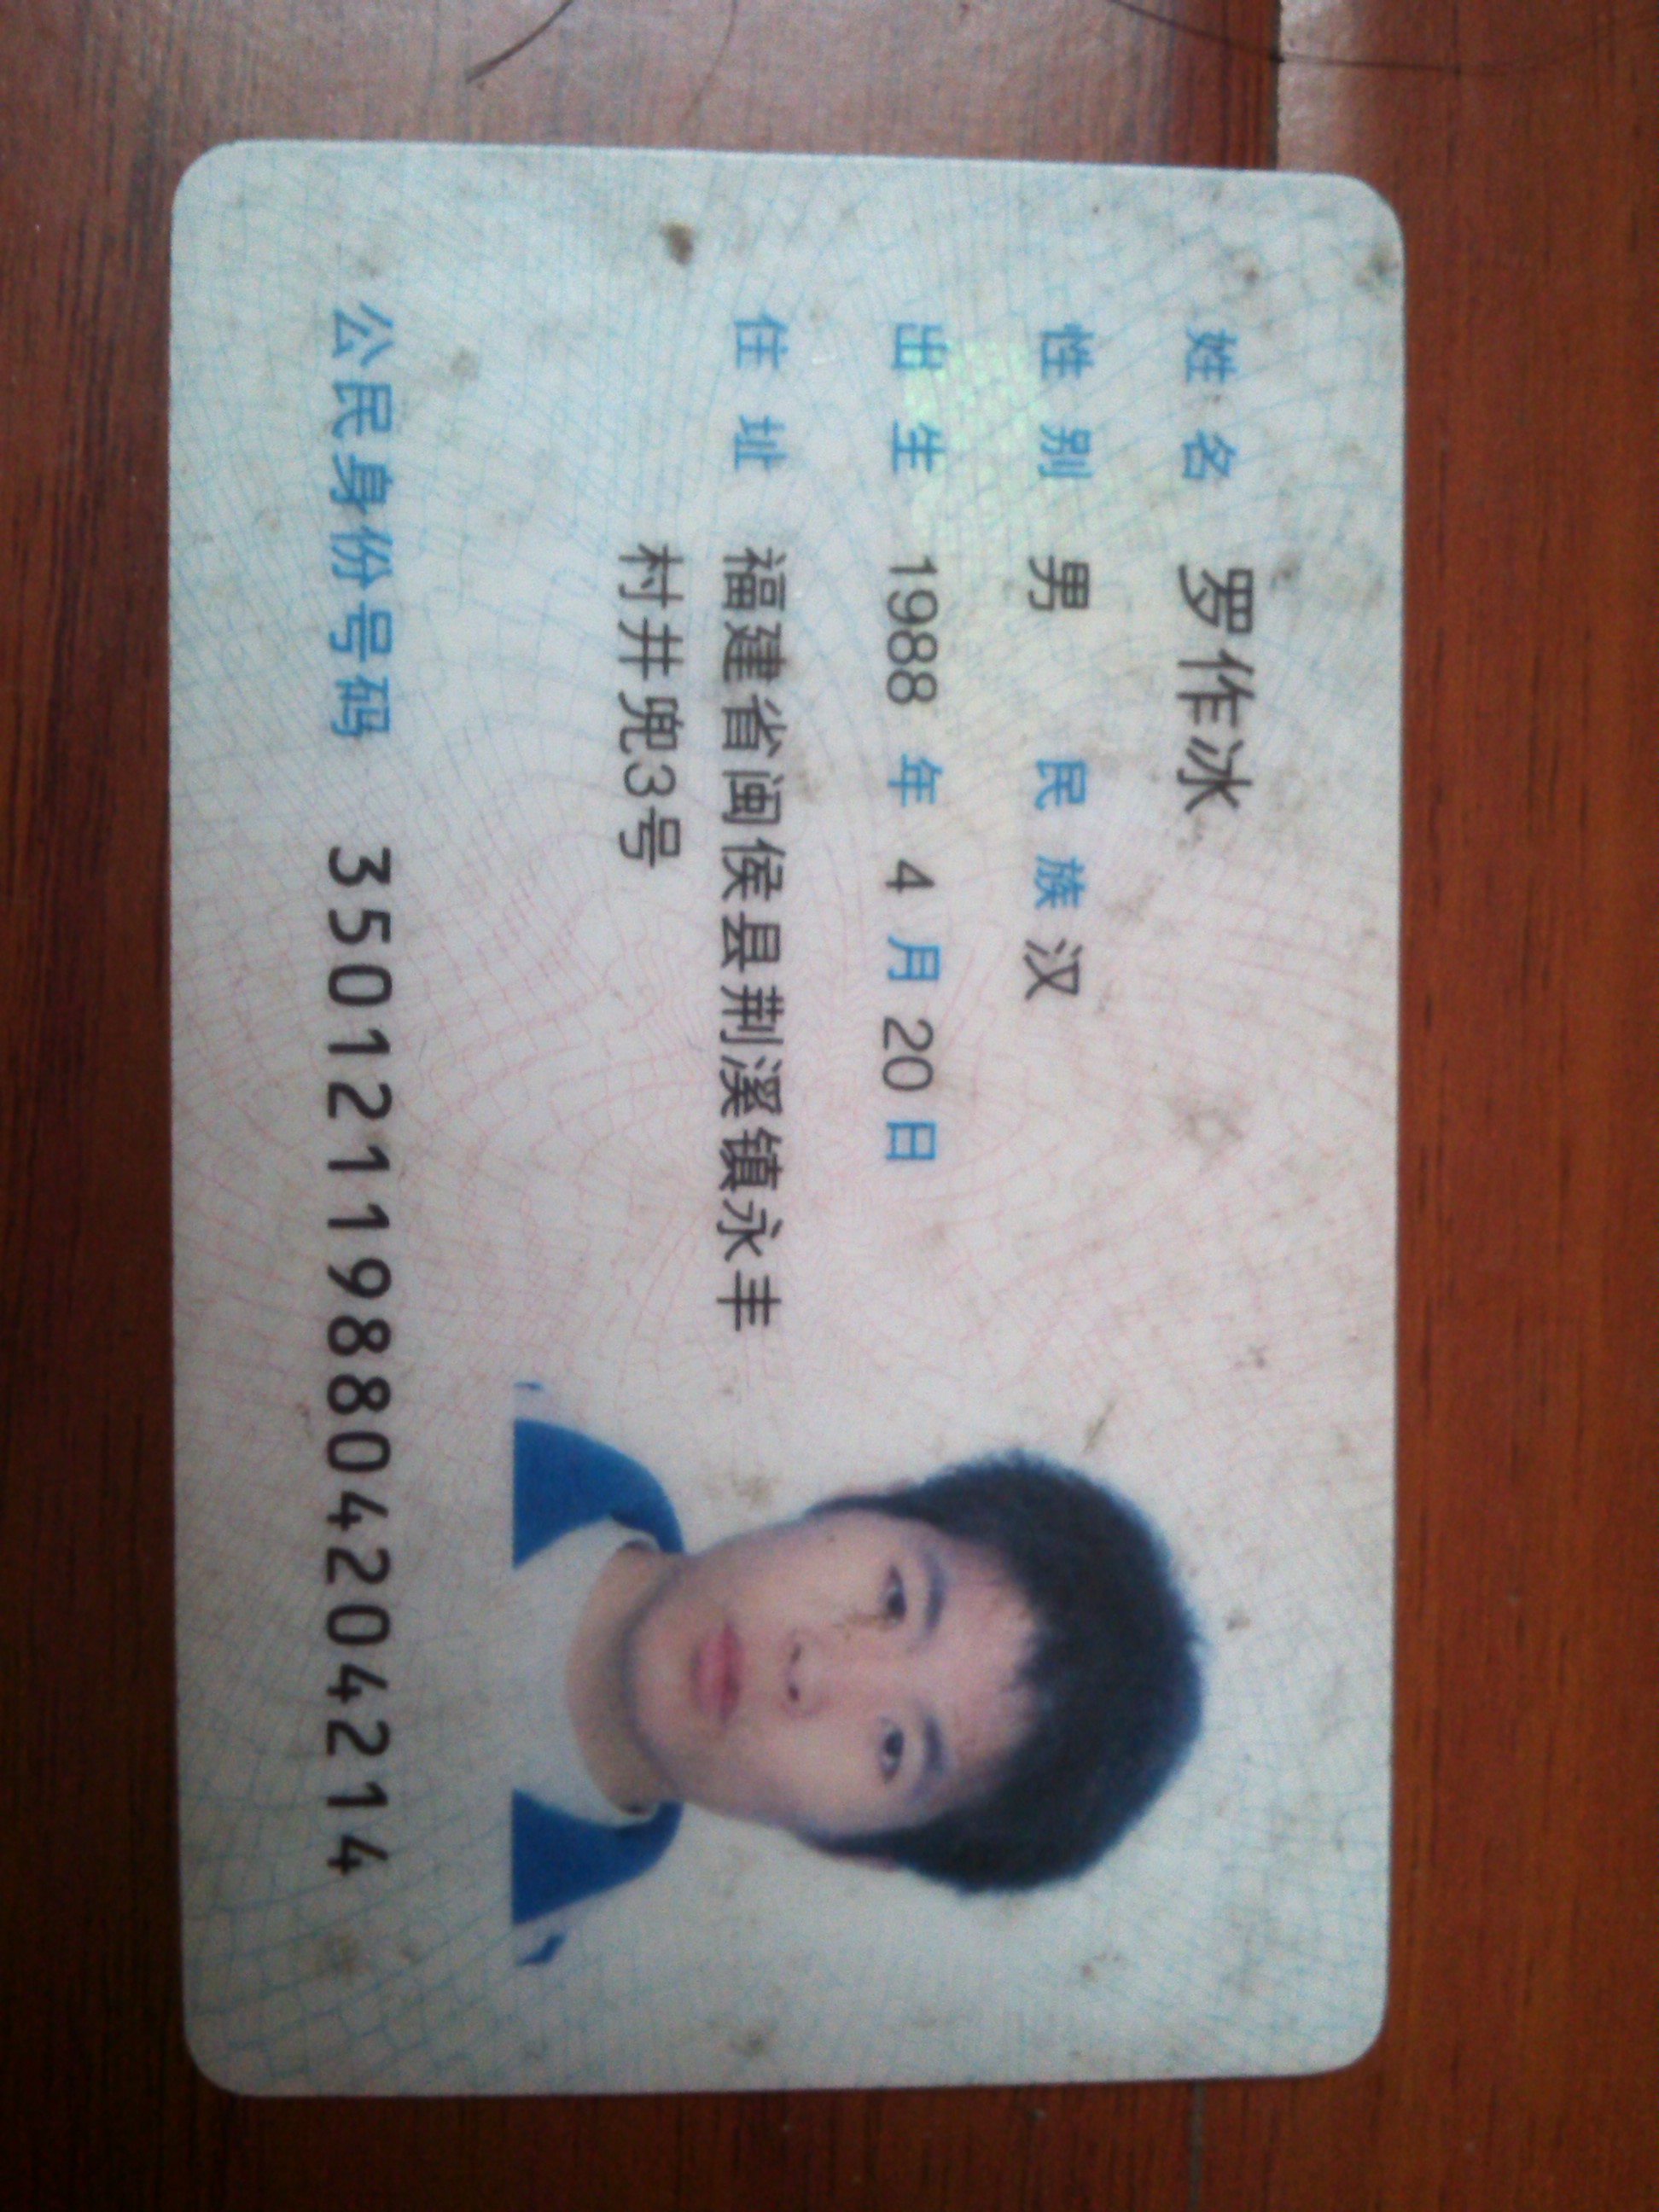 姓名 罗作冰
性别 男 民族 汉
出生 1988 年 4 月 20 日
住址 福建省闽侯县荆溪镇永丰
村井兜3号
公民身份号码 350121198804204214